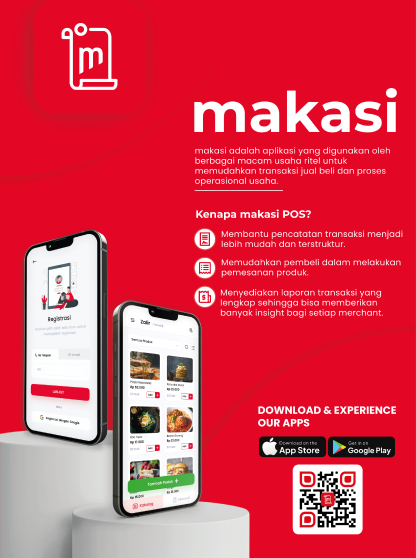 m
makasi
makasi adalah aplikasi yang digunakan oleh
berbagai macam usaha ritel untuk
memudahkan transaksi jual beli dan proses
operasional usaha.
Kenapa makasi POS?
Membantu pencatatan transaksi menjadi
lebih mudah dan terstruktur.
Memudahkan pembeli dalam melakukan
pemesanan produk.
Menyediakan laporan transaksi yang
lengkap sehingga bisa memberikan
banyak insight bagi setiap merchant.
Registrasi
Zalir
DOWNLOAD & EXPERIENCE
OUR APPS
Download on the
App Store
Get it on
Google Play